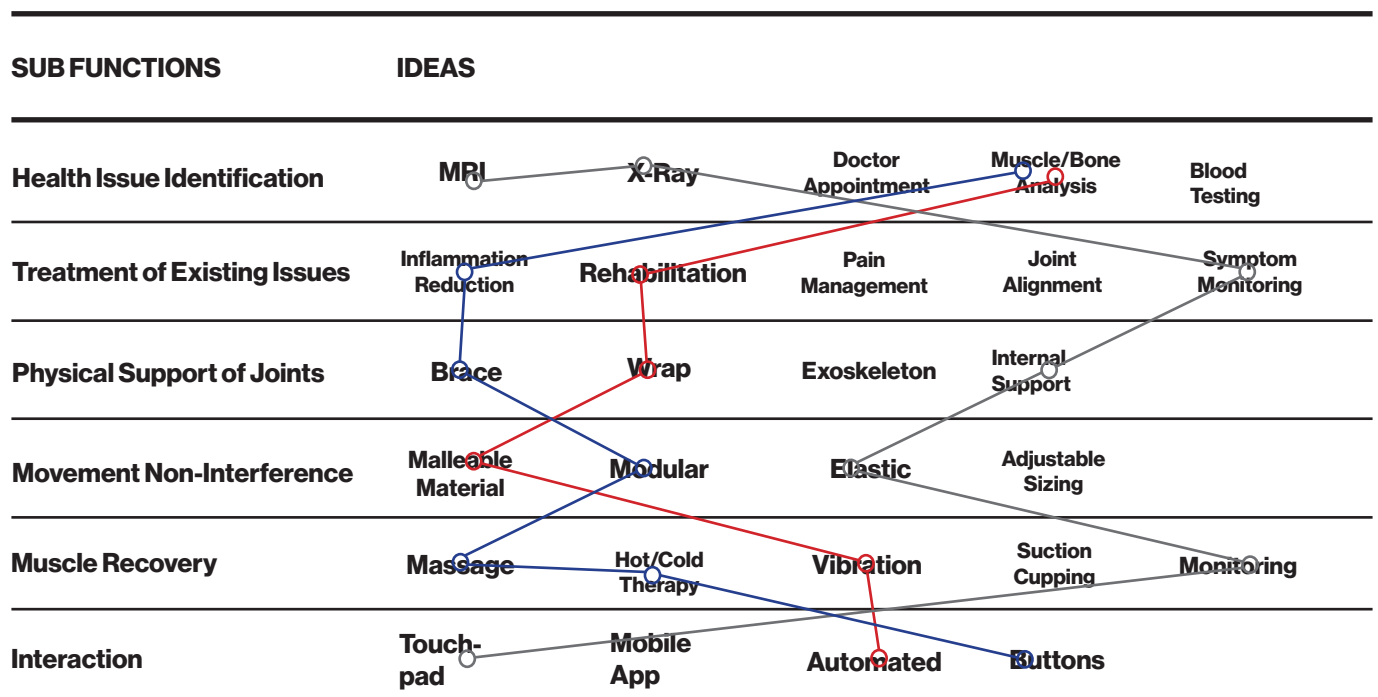 SUB FUNCTIONS IDEAS
Health Issue Identification
MRI
X-Ray
Doctor
Appointment
Muscle/Bone
Analysis
Blood
Testing
Treatment of Existing Issues
Inflammation
Reduction
Rehabilitation
Pain
Management
Joint
Alignment
Symptom
Monitoring
Physical Support of Joints
Brace
Wrap
Exoskeleton
Internal
Support
Movement Non-Interference
Malleable
Material
Modular
Elastic
Adjustable
Sizing
Muscle Recovery
Massage
Hot/Cold
Therapy
Vibration
Suction
Cupping
Monitoring
Interaction
Touch-
pad
Mobile
App
Automated
Buttons